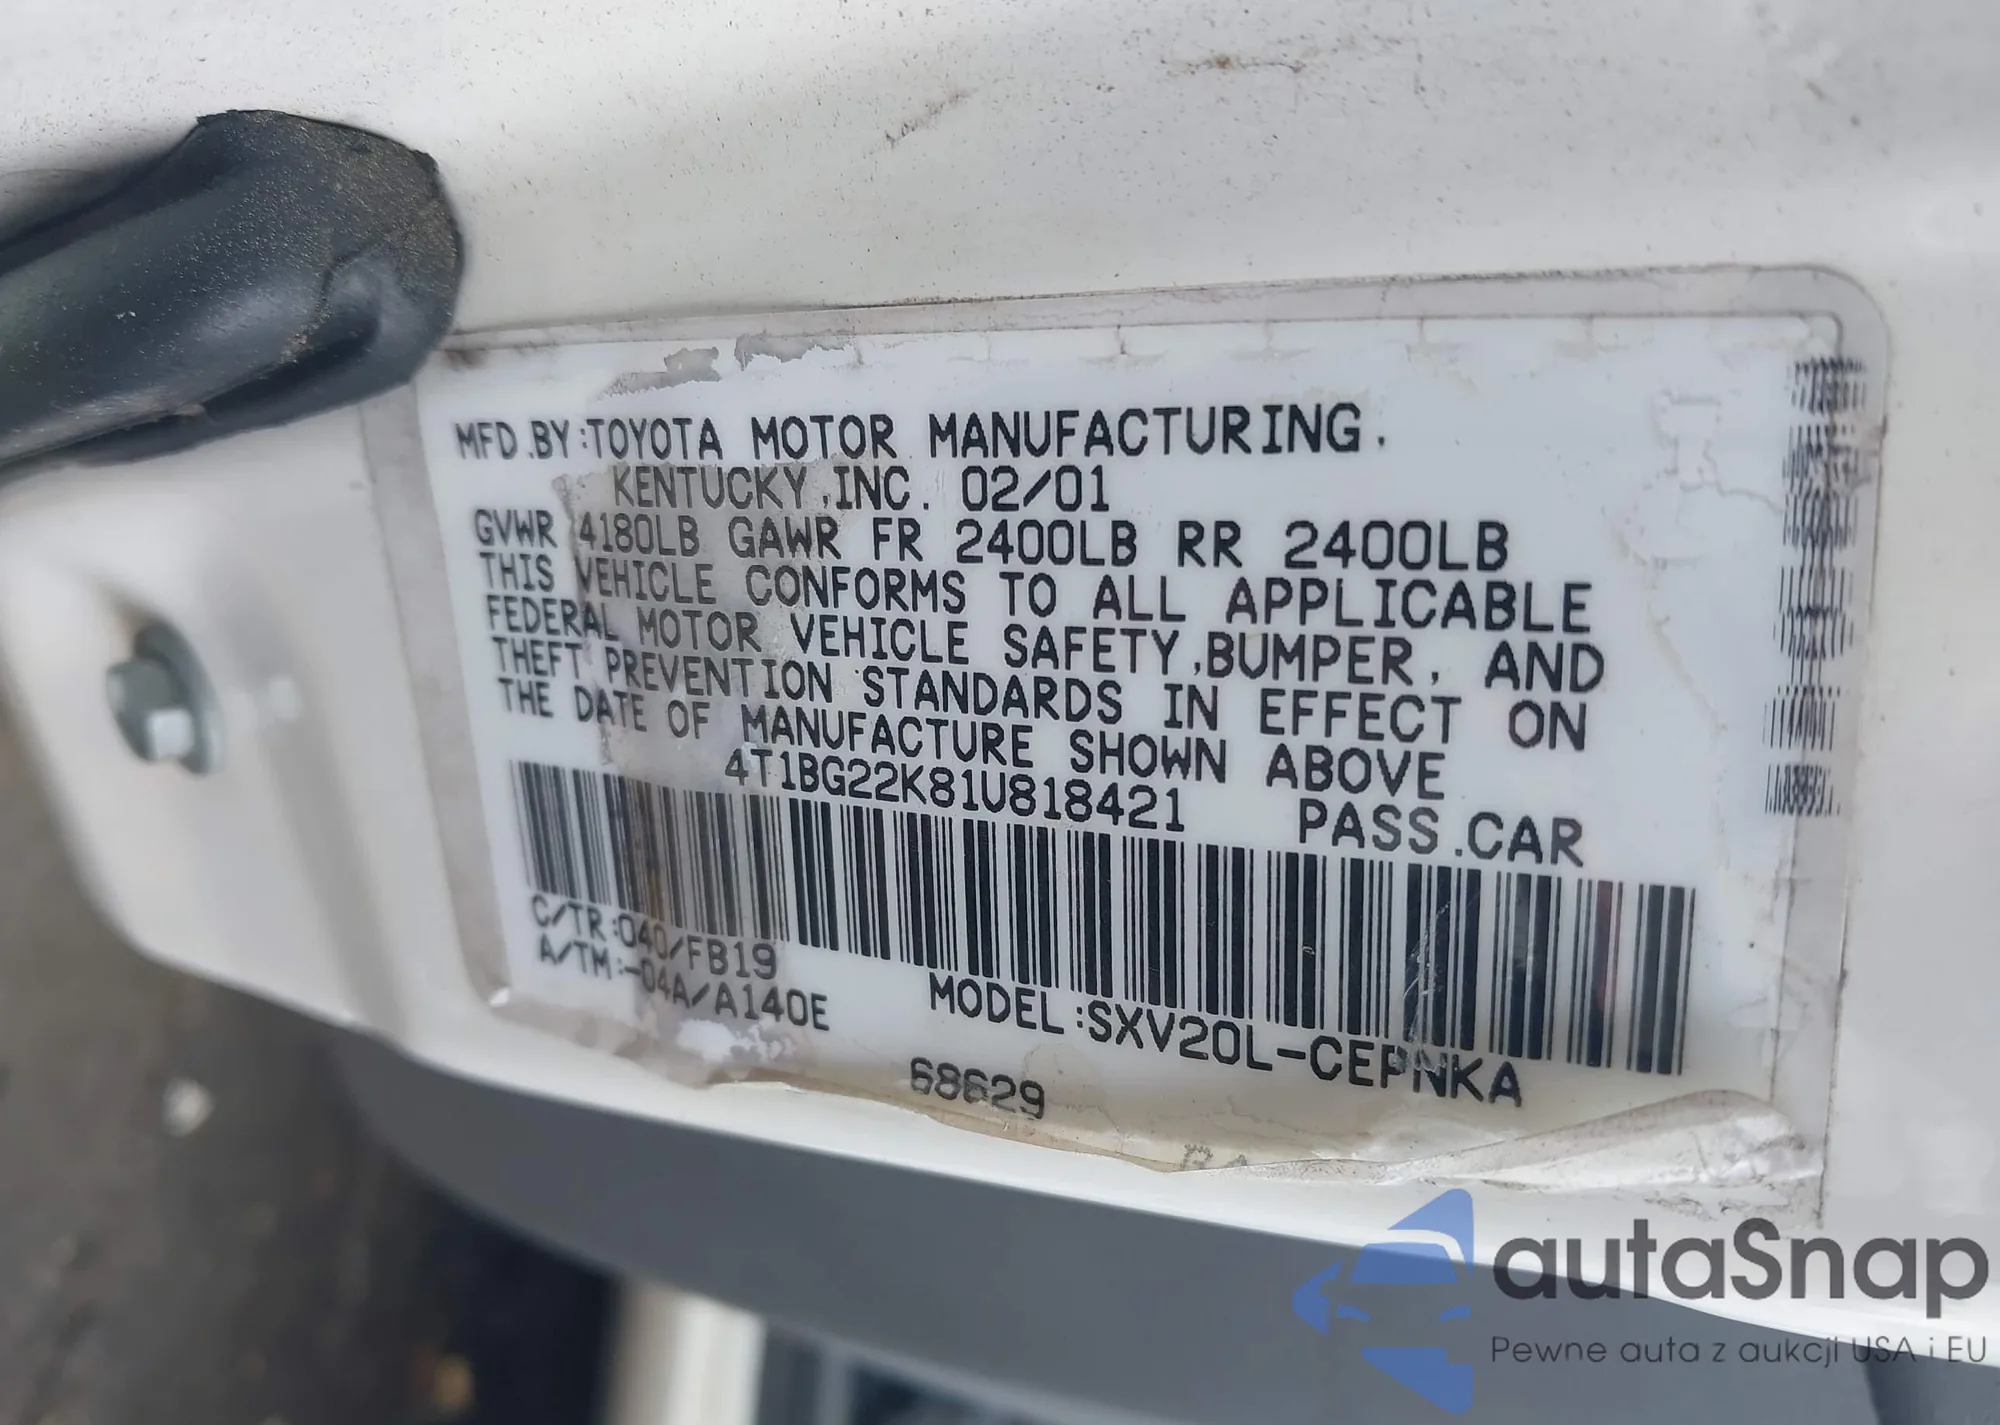 MFD.BY:TOYOTA MOTOR MANUFACTURING.
KENTUCKY,INC. 02/01
GVWR 4180LB GAWR FR 2400LB RR 2400LB
THIS VEHICLE CONFORMS TO ALL APPLICABLE
FEDERAL MOTOR VEHICLE SAFETY,BUMPER, AND
THEFT PREVENTION STANDARDS IN EFFECT ON
THE DATE OF MANUFACTURE SHOWN ABOVE
4T1BG22K81U818421 PASS.CAR
C/TR:040/FB19
A/TM:-04A/A140E
MODEL:SXV20L-CEPNKA
68629
autaSnap
Pewne auta z aukcji USA i EU